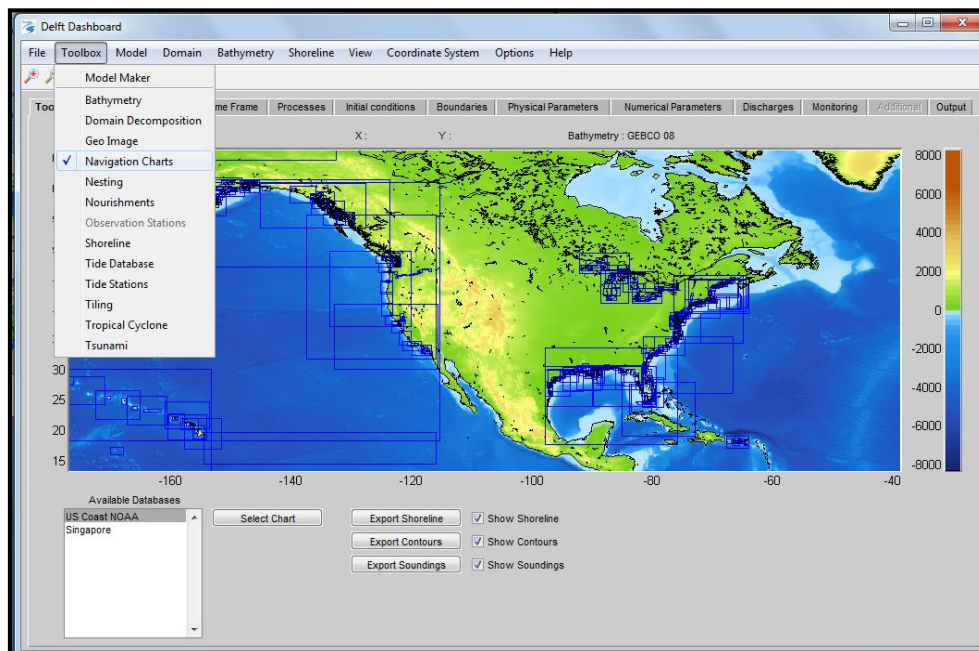 Delft Dashboard
File Toolbox Model Domain Bathymetry Shoreline View Coordinate System Options Help
Model Maker
Bathymetry
Domain Decomposition
Geo Image
Navigation Charts
Nesting
Nourishments
Observation Stations
Shoreline
Tide Database
Tide Stations
Tiling
Tropical Cyclone
Tsunami
Processes Initial conditions Boundaries Physical Parameters Numerical Parameters Discharges Monitoring Additional Output
X : Y : Bathymetry : GEBCO 08
8000
6000
4000
2000
0
-2000
-4000
-6000
-8000
30
25
20
15
-160 -140 -120 -100 -80 -60 -40
Available Databases
US Coast NOAA
Singapore
Select Chart
Export Shoreline Show Shoreline
Export Contours Show Contours
Export Soundings Show Soundings